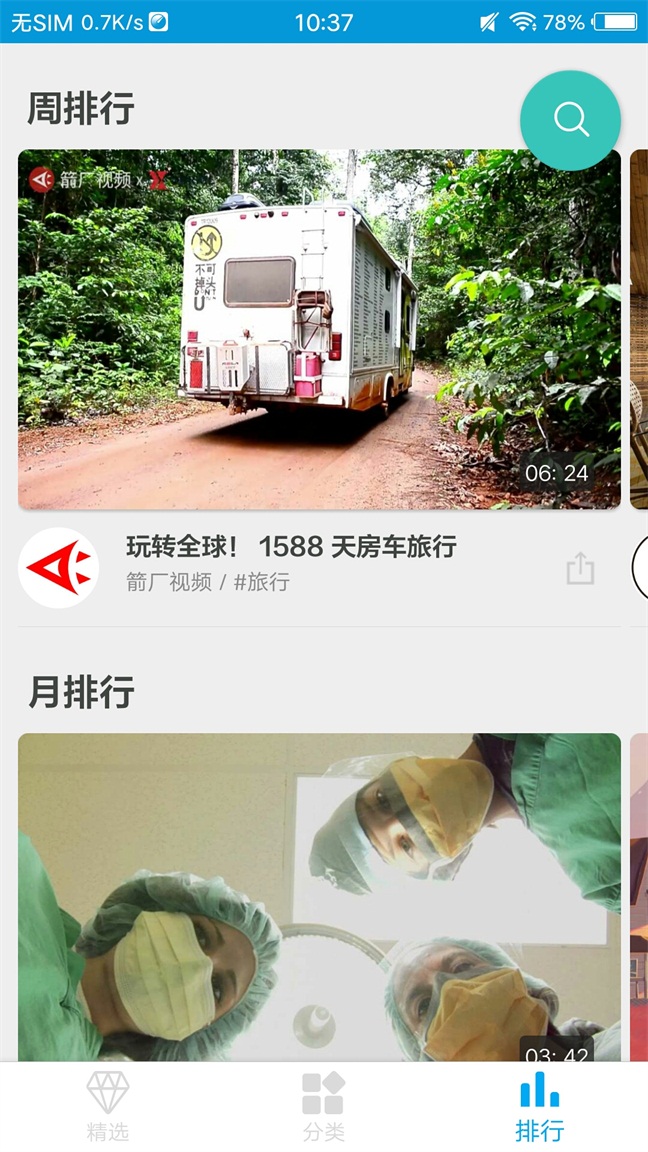 无SIM 0.7K/s 10:37 78%
周排行
箭厂视频 x
不可
掉头
U
06: 24
玩转全球！ 1588 天房车旅行
箭厂视频 / #旅行
月排行
03: 42
精选 分类 排行